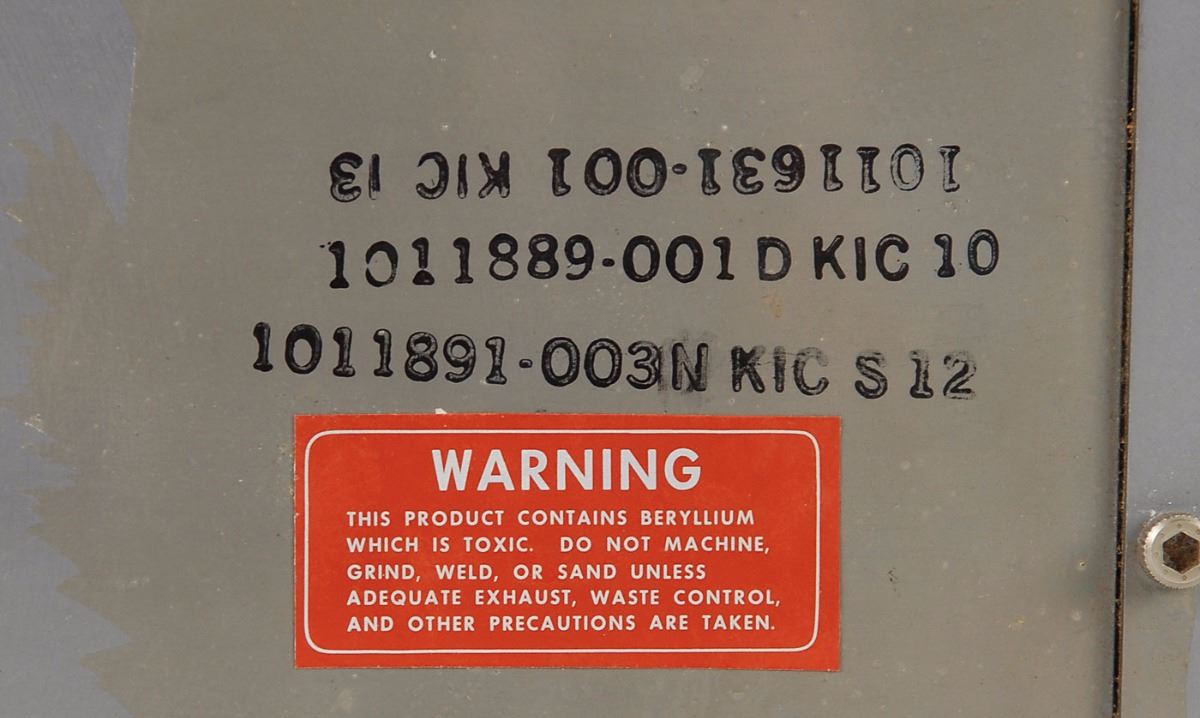 1011631-001 KIC 13
1011889-001 D KIC 10
1011891-003 N KIC S 12
WARNING
THIS PRODUCT CONTAINS BERYLLIUM
WHICH IS TOXIC. DO NOT MACHINE,
GRIND, WELD, OR SAND UNLESS
ADEQUATE EXHAUST, WASTE CONTROL,
AND OTHER PRECAUTIONS ARE TAKEN.